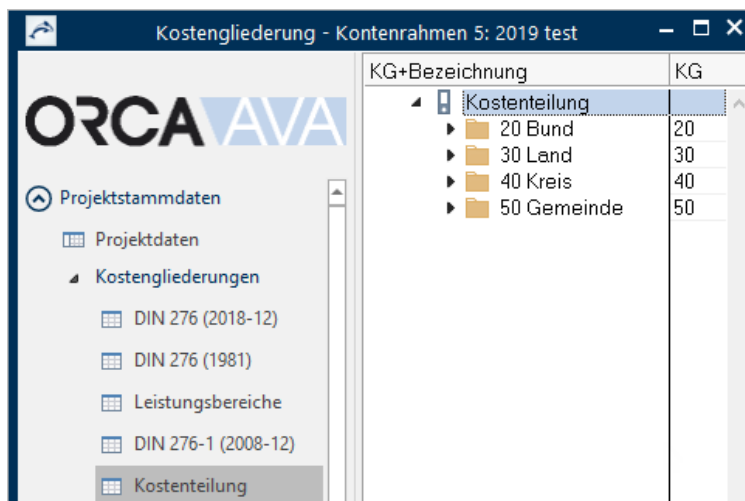 Kostengliederung - Kontenrahmen 5: 2019 test
ORCA AVA
Projektstammdaten
Projektdaten
Kostengliederungen
DIN 276 (2018-12)
DIN 276 (1981)
Leistungsbereiche
DIN 276-1 (2008-12)
Kostenteilung
KG+Bezeichnung KG
Kostenteilung
20 Bund 20
30 Land 30
40 Kreis 40
50 Gemeinde 50